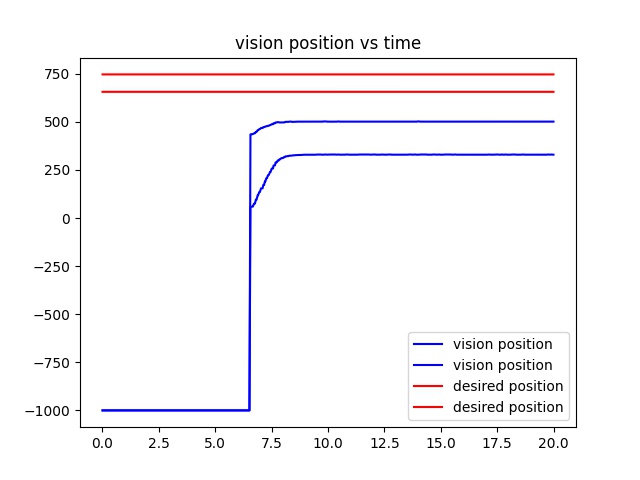 vision position vs time
750
500
250
0
−250
−500
−750
−1000
0.0 2.5 5.0 7.5 10.0 12.5 15.0 17.5 20.0
vision position
vision position
desired position
desired position